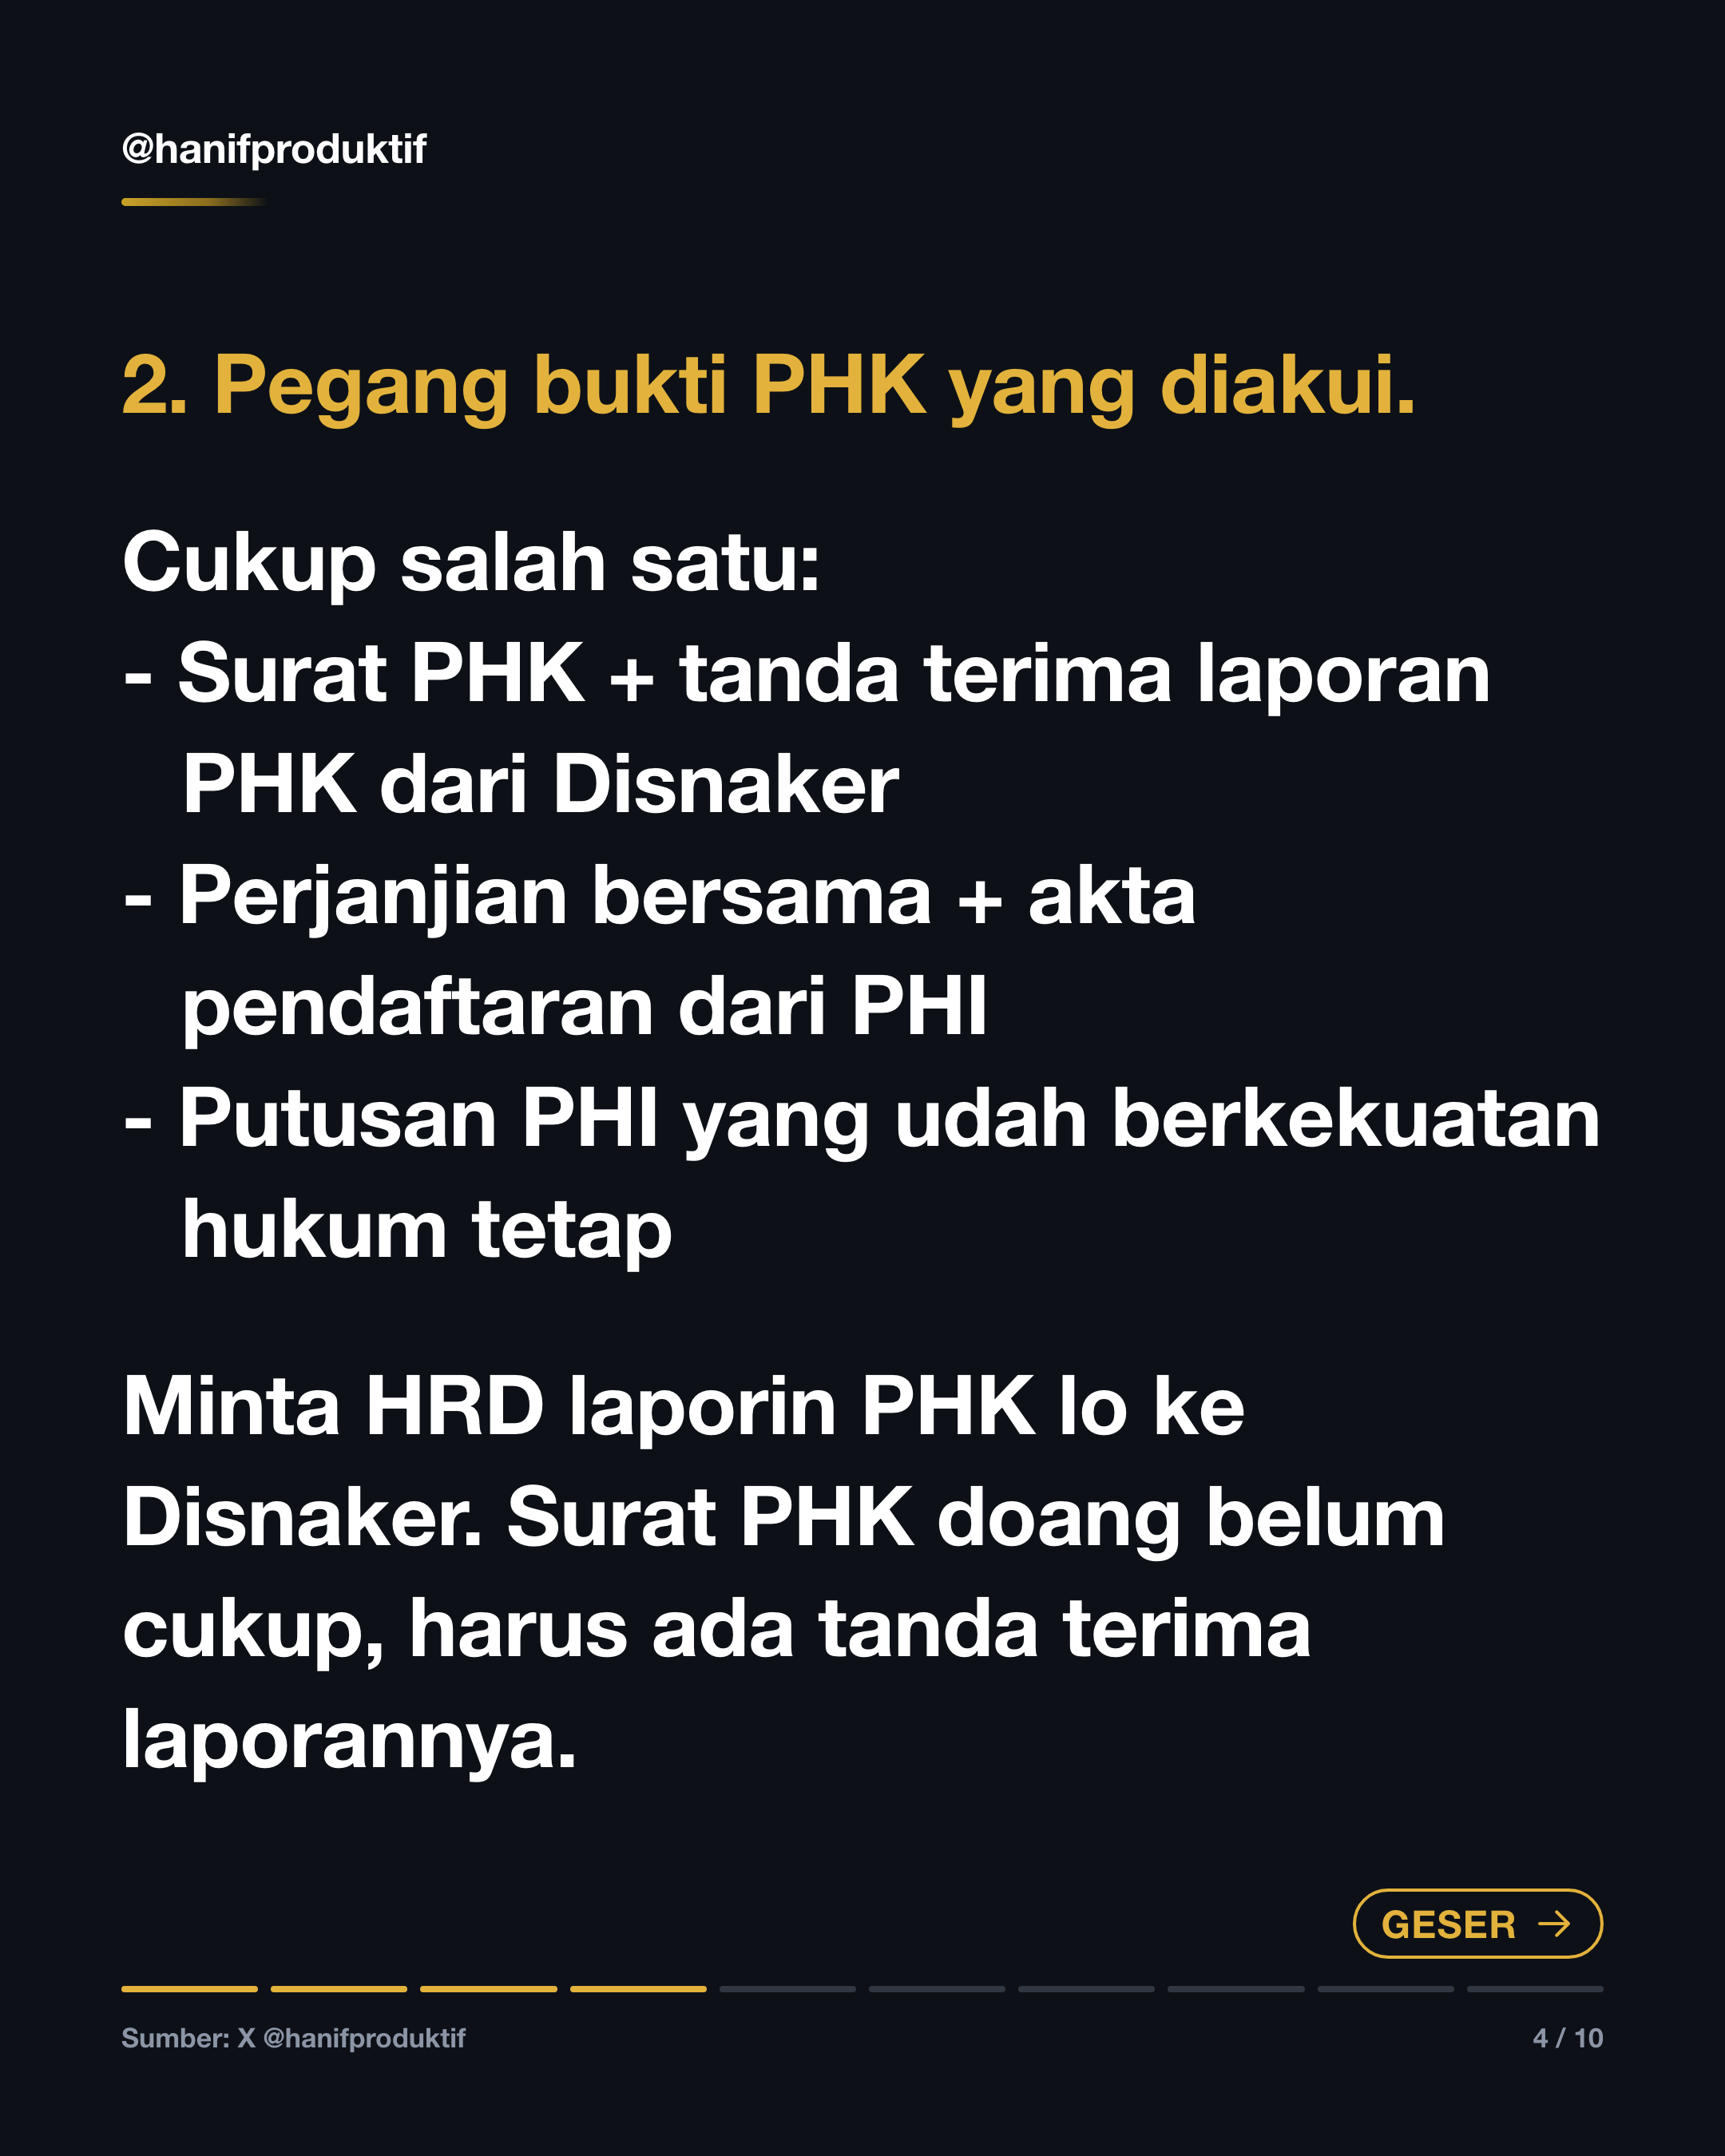 @hanifproduktif
2. Pegang bukti PHK yang diakui.
Cukup salah satu:
- Surat PHK + tanda terima laporan
PHK dari Disnaker
- Perjanjian bersama + akta
pendaftaran dari PHI
- Putusan PHI yang udah berkekuatan
hukum tetap
Minta HRD laporin PHK lo ke
Disnaker. Surat PHK doang belum
cukup, harus ada tanda terima
laporannya.
GESER →
Sumber: X @hanifproduktif
4 / 10